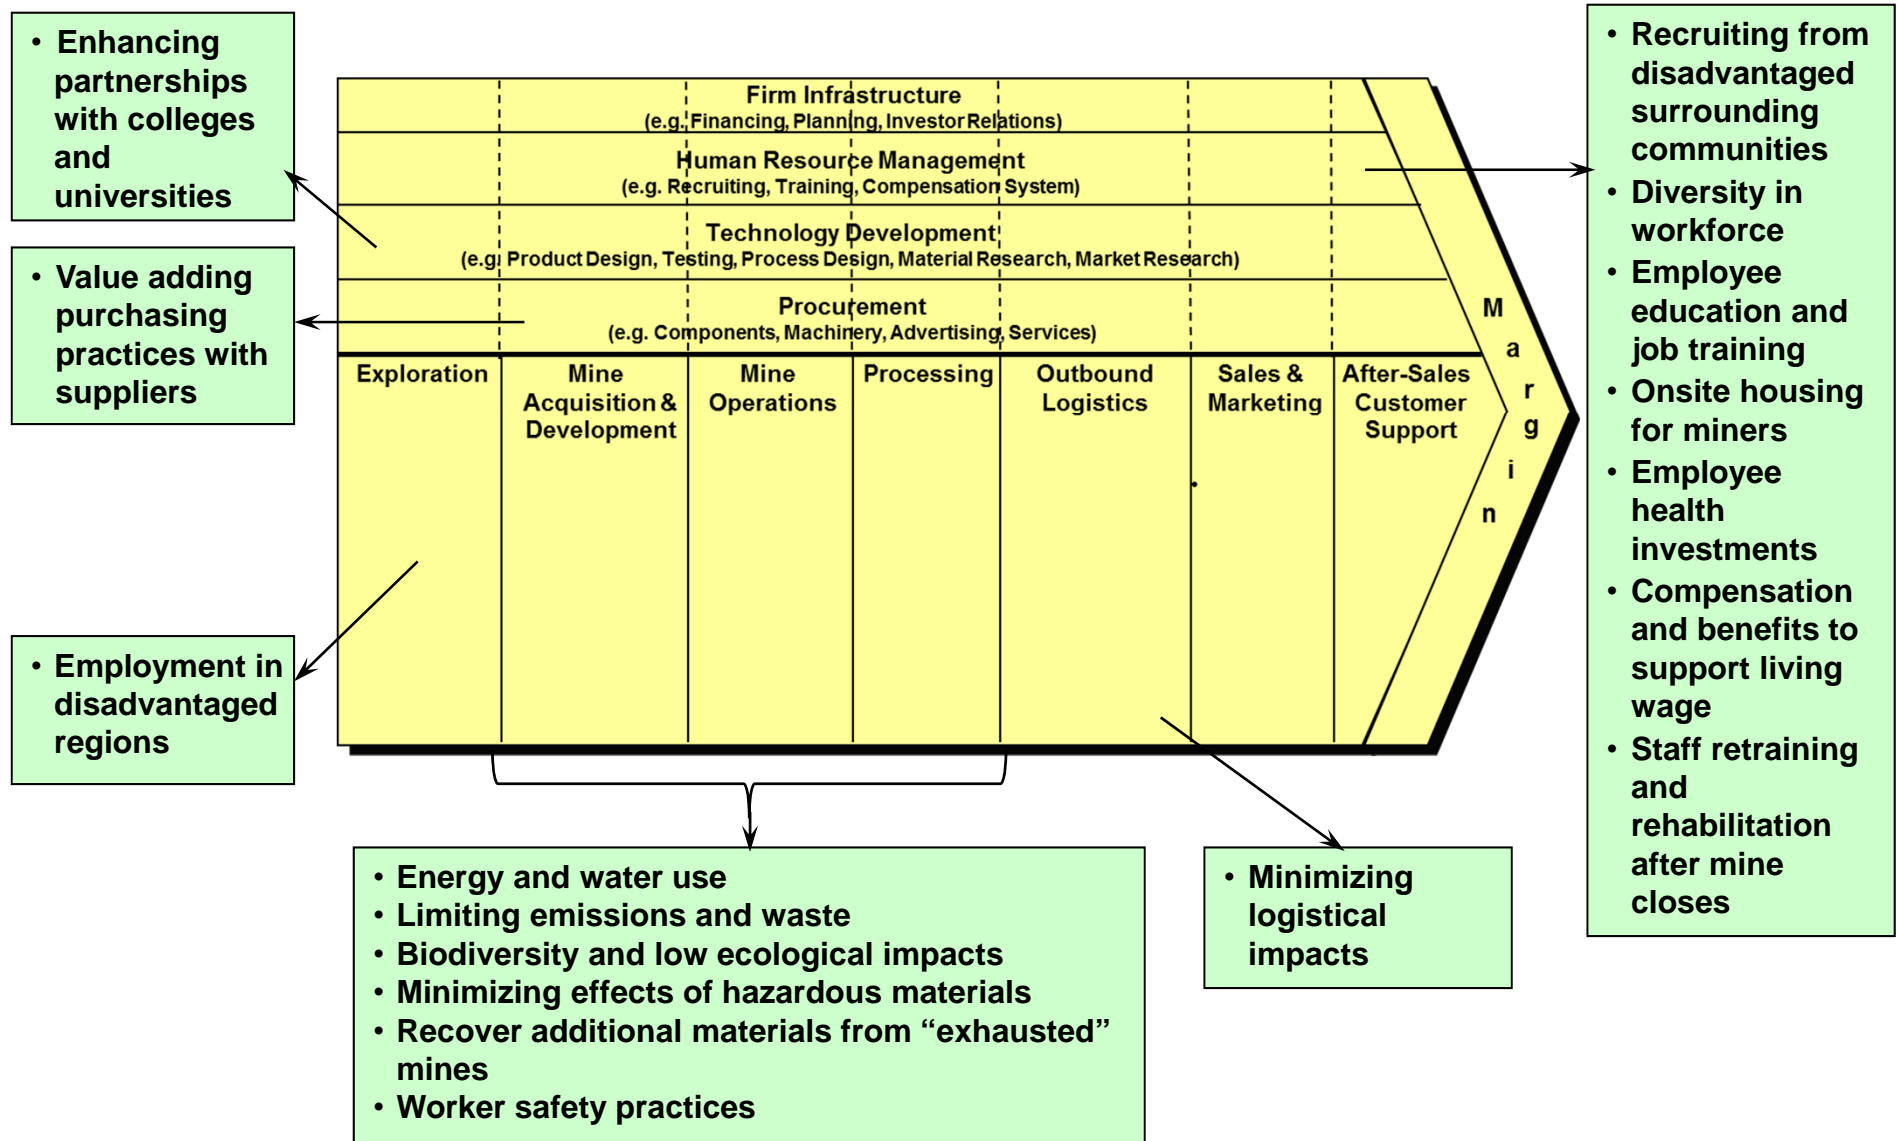 • Enhancing
partnerships
with colleges
and
universities
• Value adding
purchasing
practices with
suppliers
• Employment in
disadvantaged
regions
Firm Infrastructure
(e.g. Financing, Planning, Investor Relations)
Human Resource Management
(e.g. Recruiting, Training, Compensation System)
Technology Development
(e.g. Product Design, Testing, Process Design, Material Research, Market Research)
Procurement
(e.g. Components, Machinery, Advertising, Services)
Exploration
Mine
Acquisition &
Development
Mine
Operations
Processing
Outbound
Logistics
Sales &
Marketing
After-Sales
Customer
Support
M
a
r
g
i
n
• Energy and water use
• Limiting emissions and waste
• Biodiversity and low ecological impacts
• Minimizing effects of hazardous materials
• Recover additional materials from “exhausted”
mines
• Worker safety practices
• Minimizing
logistical
impacts
• Recruiting from
disadvantaged
surrounding
communities
• Diversity in
workforce
• Employee
education and
job training
• Onsite housing
for miners
• Employee
health
investments
• Compensation
and benefits to
support living
wage
• Staff retraining
and
rehabilitation
after mine
closes